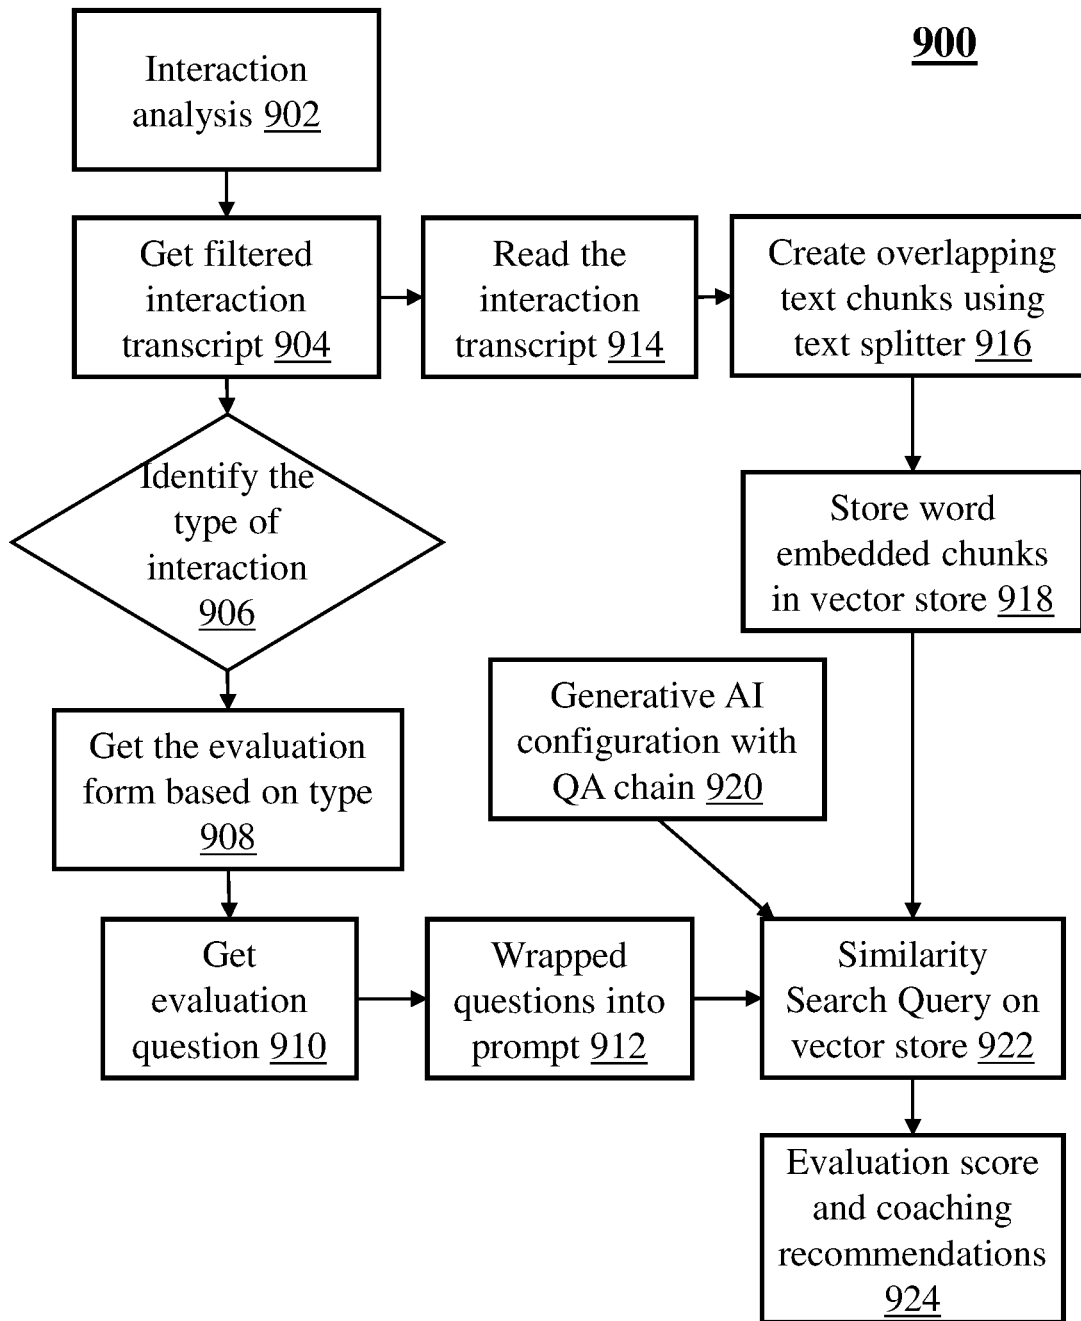 900
Interaction
analysis 902
Get filtered
interaction
transcript 904
Read the
interaction
transcript 914
Create overlapping
text chunks using
text splitter 916
Identify the
type of
interaction
906
Store word
embedded chunks
in vector store 918
Generative AI
configuration with
QA chain 920
Get the evaluation
form based on type
908
Get
evaluation
question 910
Wrapped
questions into
prompt 912
Similarity
Search Query on
vector store 922
Evaluation score
and coaching
recommendations
924